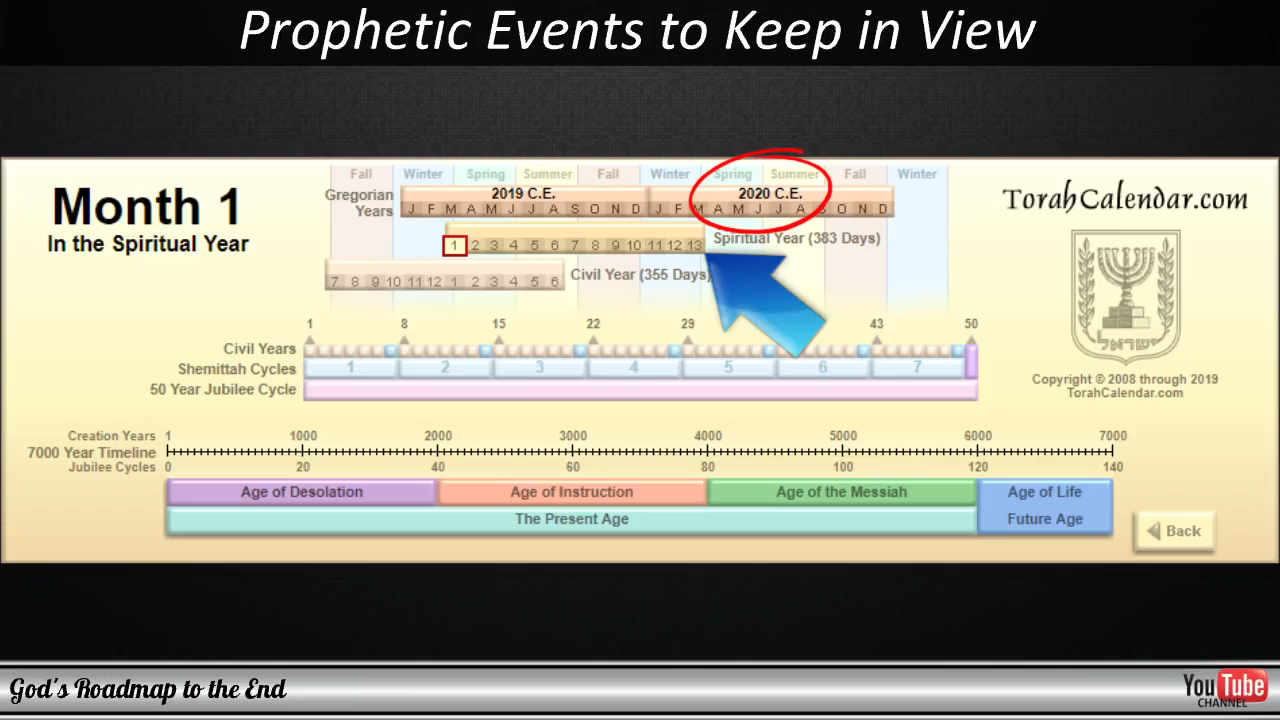 Prophetic Events to Keep in View
Month 1
In the Spiritual Year
Fall Winter Spring Summer Fall Winter Spring Summer Fall Winter
Gregorian Years
2019 C.E. 2020 C.E.
J F M A M J J A S O N D J F M A M J J A S O N D
1 2 3 4 5 6 7 8 9 10 11 12 13 Spiritual Year (383 Days)
7 8 9 10 11 12 1 2 3 4 5 6 Civil Year (355 Days)
TorahCalendar.com
ישראל
Copyright © 2008 through 2019
TorahCalendar.com
1 8 15 22 29 43 50
Civil Years
Shemittah Cycles 1 2 3 4 5 6 7
50 Year Jubilee Cycle
Creation Years 1 1000 2000 3000 4000 5000 6000 7000
7000 Year Timeline
Jubilee Cycles 0 20 40 60 80 100 120 140
Age of Desolation Age of Instruction Age of the Messiah Age of Life
The Present Age Future Age
Back
God's Roadmap to the End
YouTube
CHANNEL